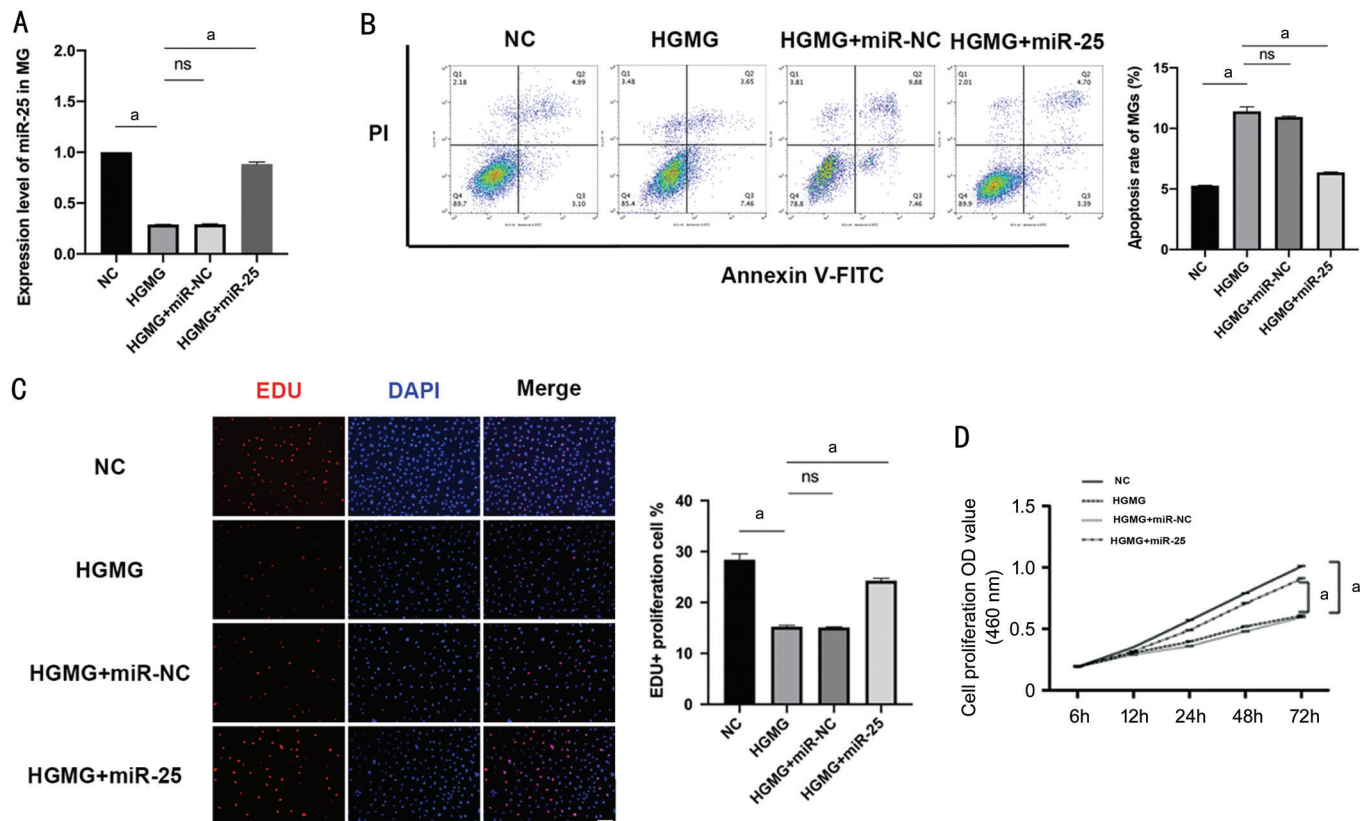 A
Expression level of miR-25 in MG
2.0
1.5
1.0
0.5
0.0
a
a
ns
NC
HGMG
HGMG+miR-NC
HGMG+miR-25
B
NC
HGMG
HGMG+miR-NC
HGMG+miR-25
PI
Q1
2.18
Q2
4.99
Q4
89.7
Q3
3.10
Q1
3.48
Q2
3.65
Q4
85.4
Q3
7.46
Q1
3.81
Q2
9.88
Q4
78.8
Q3
7.46
Q1
2.01
Q2
4.70
Q4
89.9
Q3
3.39
Annexin V-FITC
Apoptosis rate of MGs (%)
15
10
5
0
a
a
ns
NC
HGMG
HGMG+miR-NC
HGMG+miR-25
C
EDU
DAPI
Merge
NC
HGMG
HGMG+miR-NC
HGMG+miR-25
EDU+ proliferation cell %
40
30
20
10
0
a
a
ns
NC
HGMG
HGMG+miR-NC
HGMG+miR-25
D
Cell proliferation OD value
(460 nm)
1.5
1.0
0.5
0
NC
HGMG
HGMG+miR-NC
HGMG+miR-25
a
a
6h
12h
24h
48h
72h